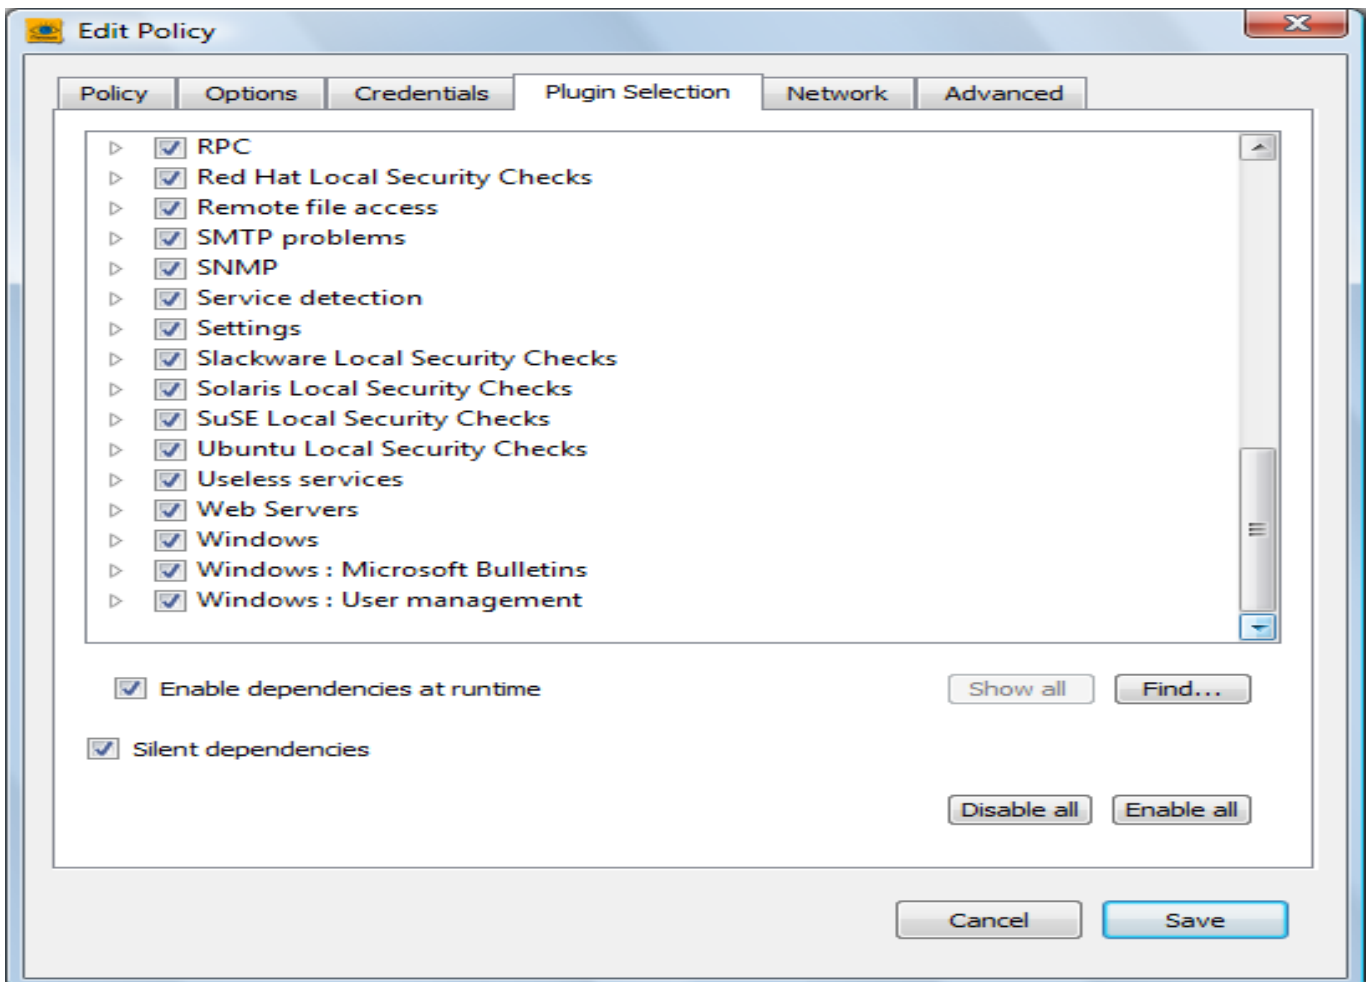 Edit Policy
Policy Options Credentials Plugin Selection Network Advanced
RPC
Red Hat Local Security Checks
Remote file access
SMTP problems
SNMP
Service detection
Settings
Slackware Local Security Checks
Solaris Local Security Checks
SuSE Local Security Checks
Ubuntu Local Security Checks
Useless services
Web Servers
Windows
Windows : Microsoft Bulletins
Windows : User management
Enable dependencies at runtime Show all Find...
Silent dependencies
Disable all Enable all
Cancel Save